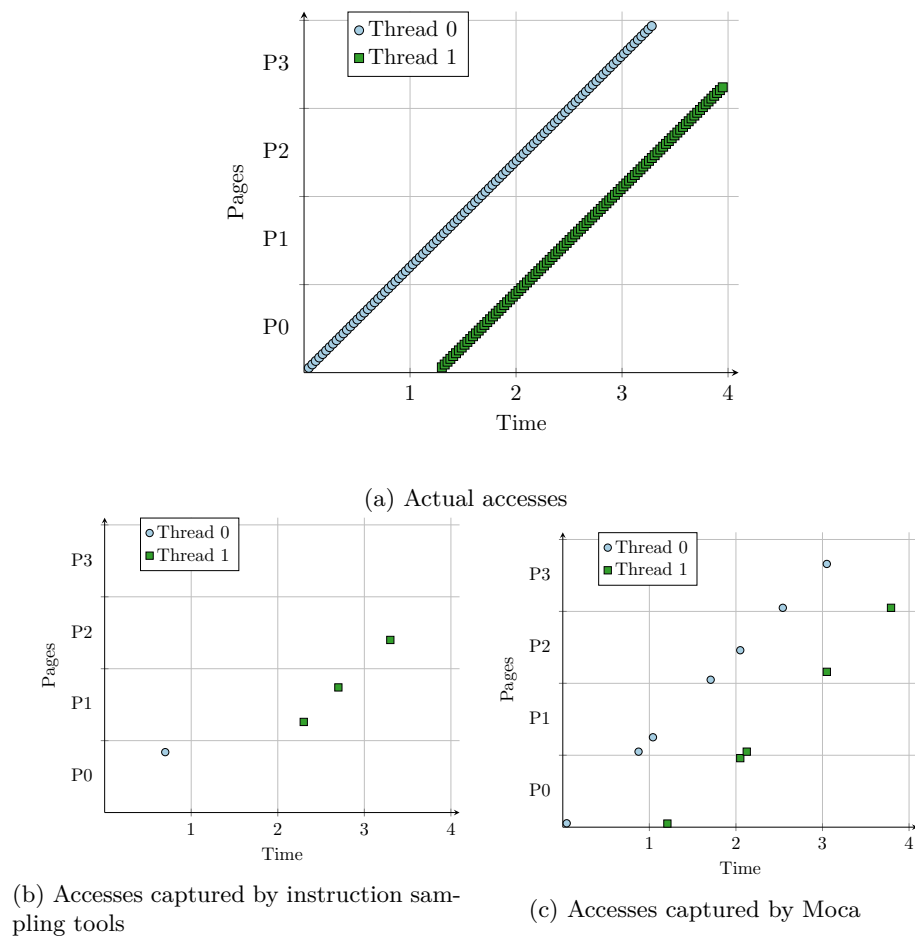 Thread 0
Thread 1
P3
P2
P1
P0
Pages
1 2 3 4
Time
(a) Actual accesses
Thread 0
Thread 1
P3
P2
P1
P0
Pages
1 2 3 4
Time
(b) Accesses captured by instruction sam-
pling tools
Thread 0
Thread 1
P3
P2
P1
P0
Pages
1 2 3 4
Time
(c) Accesses captured by Moca